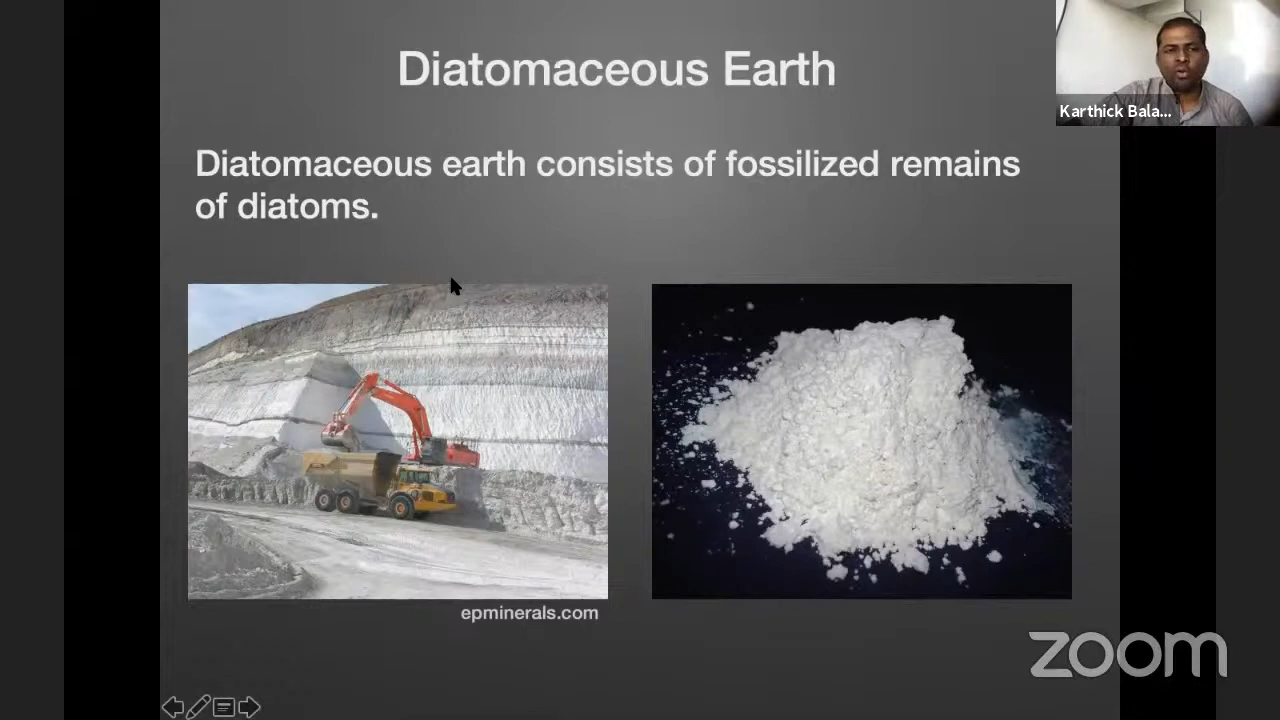 Diatomaceous Earth
Karthick Bala...
Diatomaceous earth consists of fossilized remains
of diatoms.
epminerals.com
zoom